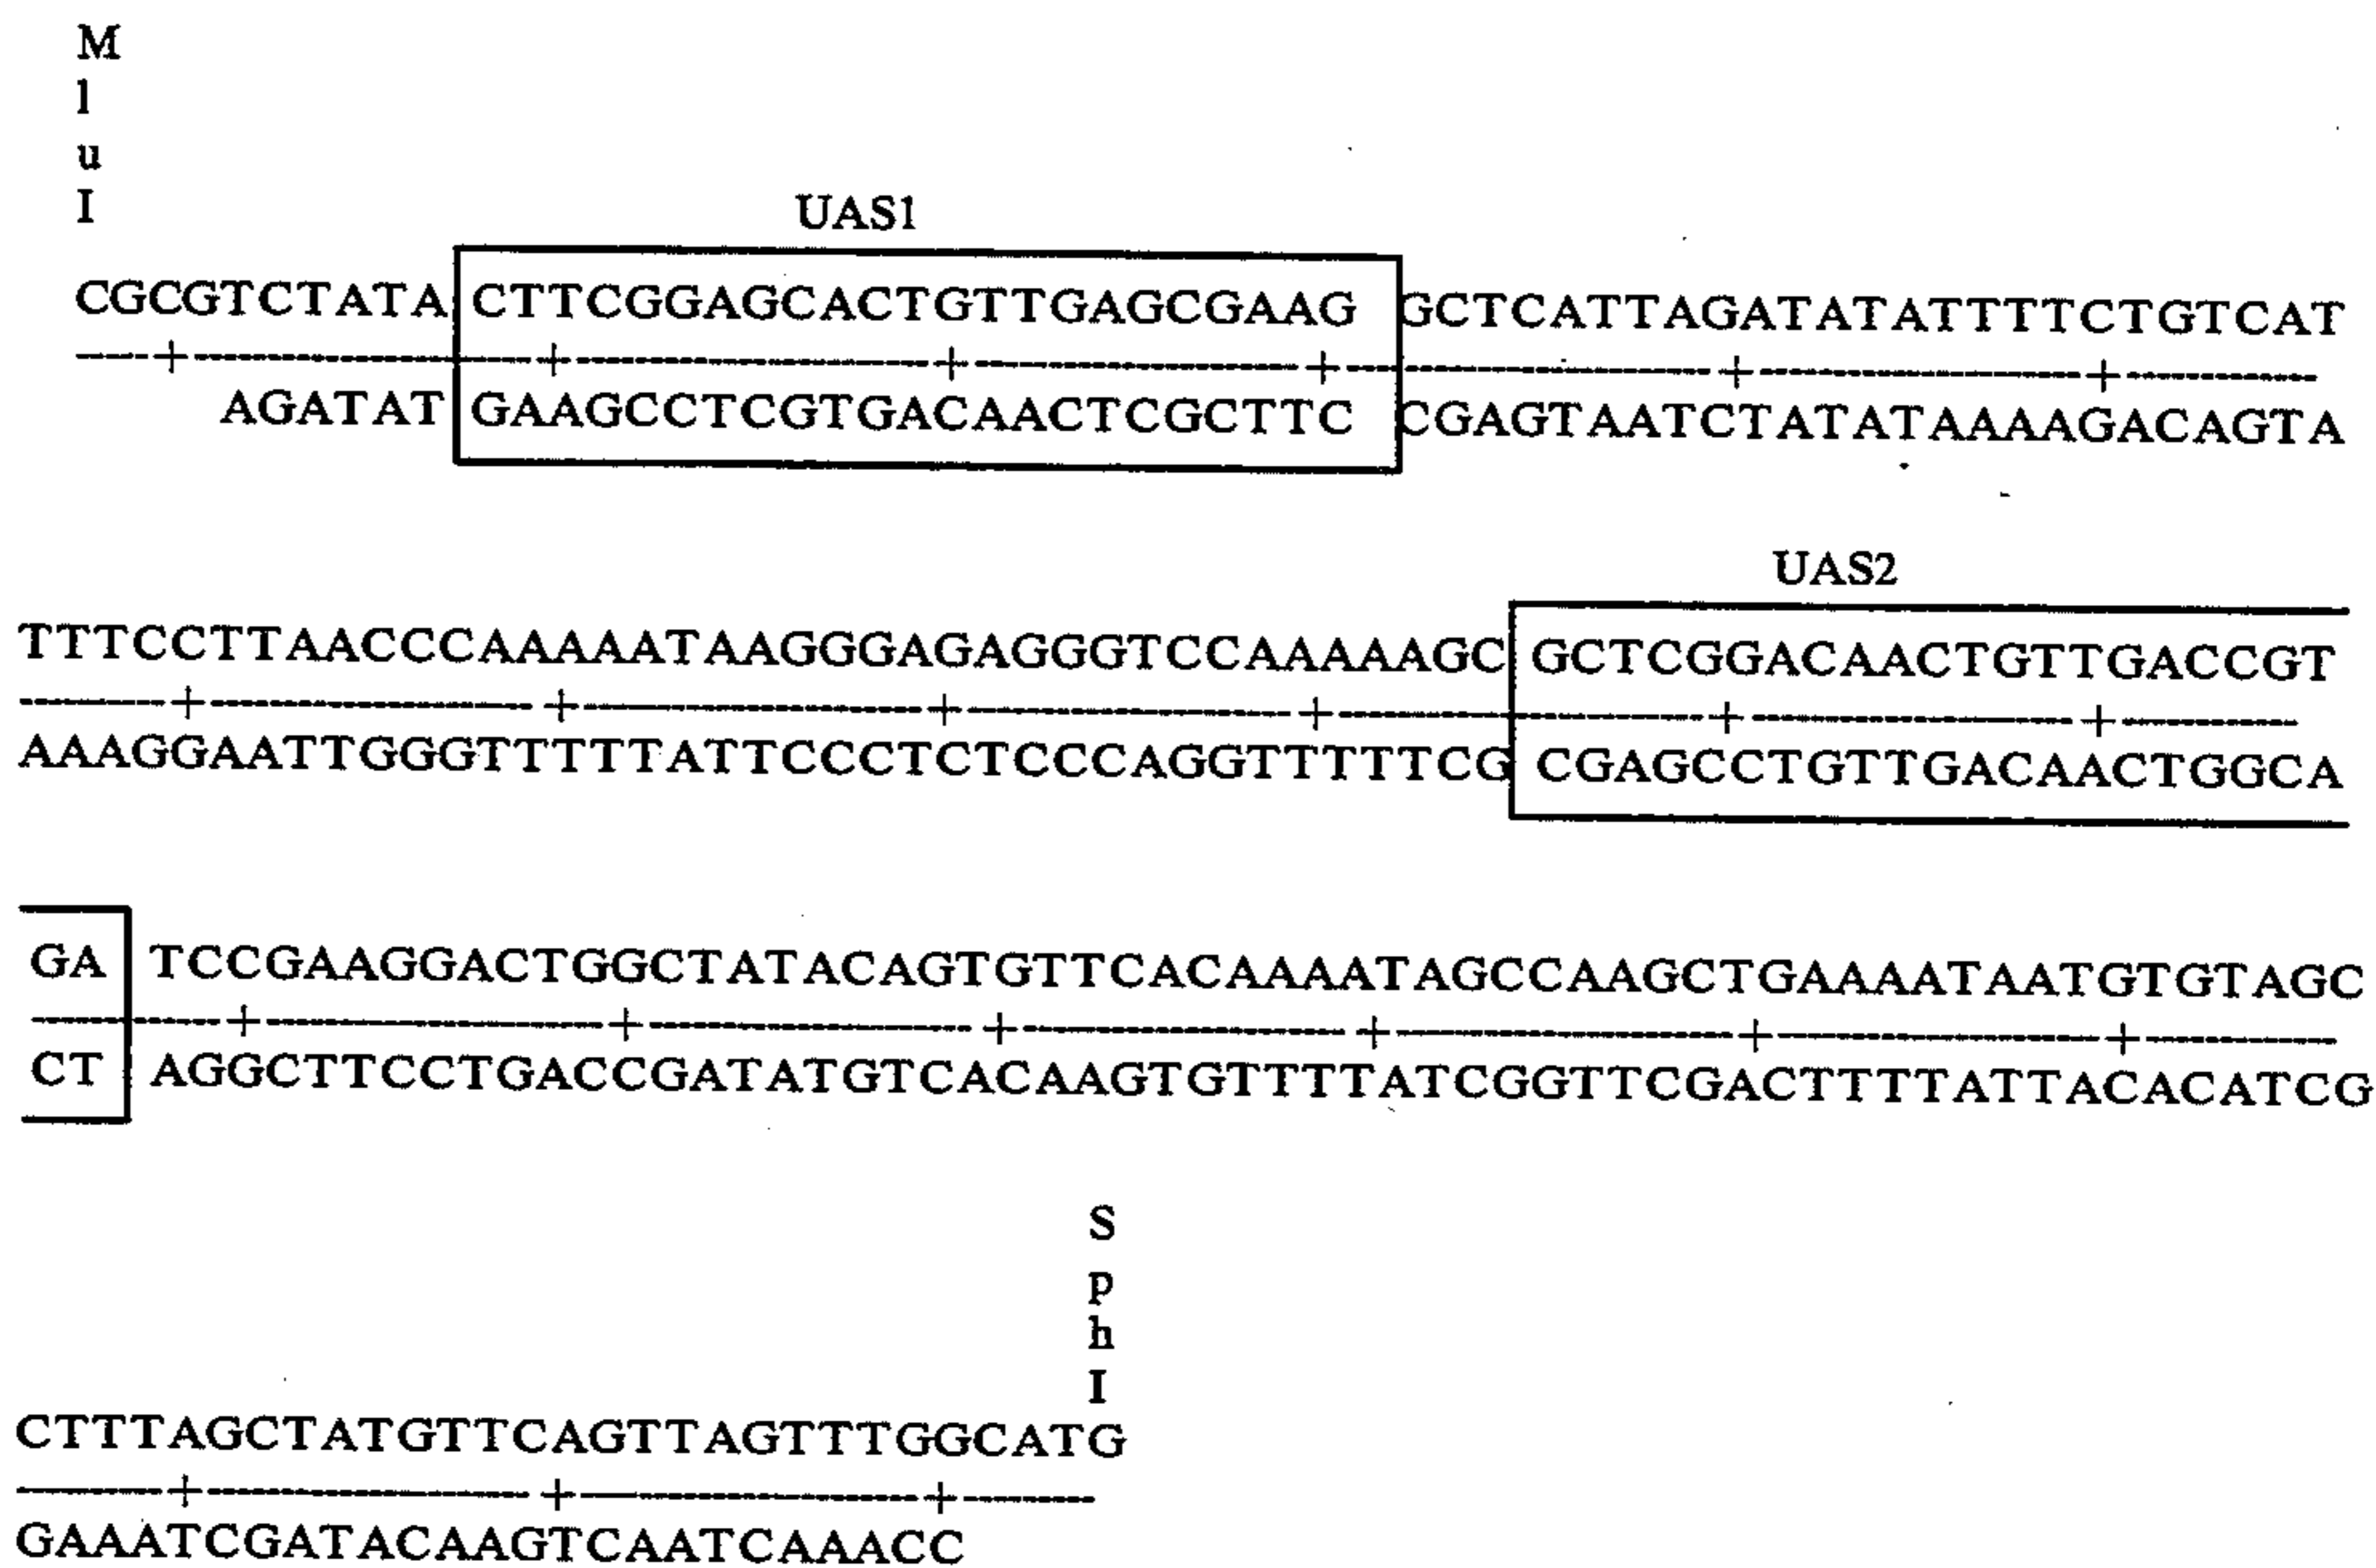 M
l
u
I
UAS1
CGCGTCTATA CTTCGGAGCACTGTTGAGCGAAG GCTCATTAGATATATTTTCTGTCAT
----+----------+----------+----------+----------+----------+------
AGATAT GAAGCCTCGTGACAACTCGCTTC CGAGTAATCTATATAAAAGACAGTA
UAS2
TTTCCTTAACCCAAAAATAAGGGAGAGGGTCCAAAAAGC GCTCGGACAACTGTTGACCGT
----+----------+----------+----------+----------+----------+------
AAAGGAATTGGGTTTTTATTCCCTCTCCCAGGTTTTTCG CGAGCCTGTTGACAACTGGCA
GA TCCGAAGGACTGGCTATACAGTGTTCACAAAATAGCCAAGCTGAAAATAATGTGTAGC
----+----------+----------+----------+----------+----------+------
CT AGGCTTCCTGACCGATATGTCACAAGTGTTTTATCGGTTCGACTTTTATTACACATCG
S
p
h
I
CTTTAGCTATGTTCAGTTAGTTTGGCATG
----+----------+----------+-----
GAAATCGATACAAGTCAATCAAACC